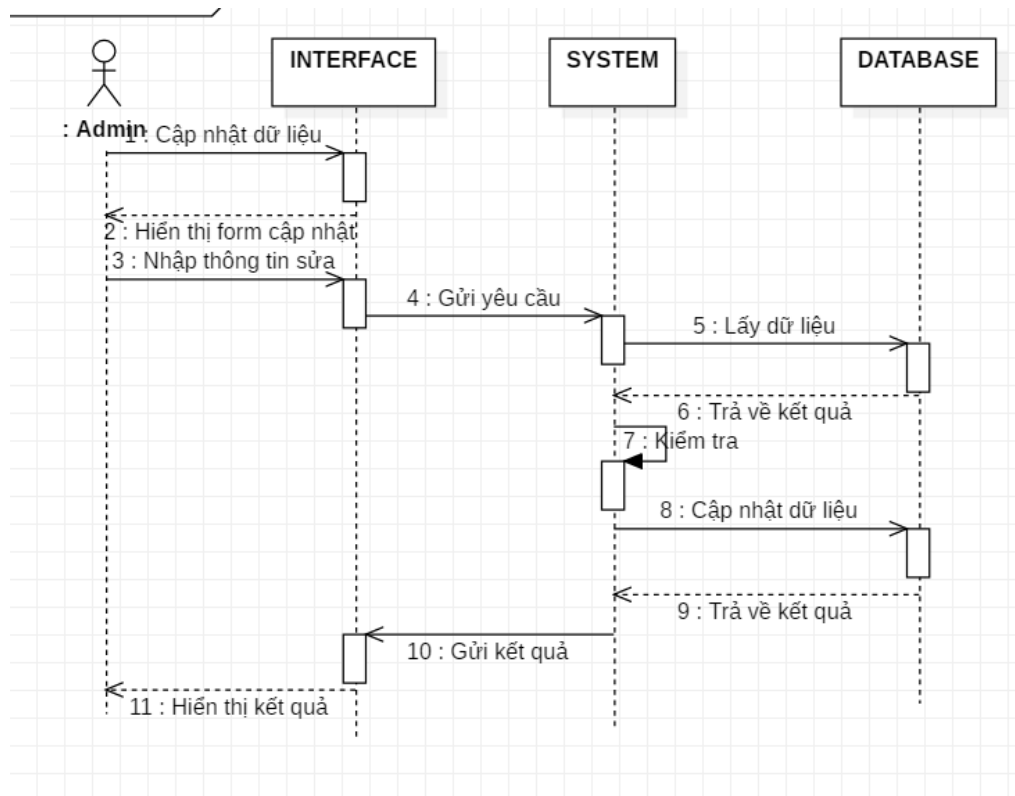 INTERFACE
SYSTEM
DATABASE
: Admin
1 : Cập nhật dữ liệu
2 : Hiển thị form cập nhật
3 : Nhập thông tin sửa
4 : Gửi yêu cầu
5 : Lấy dữ liệu
6 : Trả về kết quả
7 : Kiểm tra
8 : Cập nhật dữ liệu
9 : Trả về kết quả
10 : Gửi kết quả
11 : Hiển thị kết quả